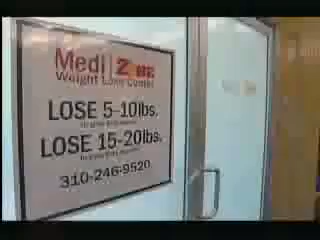 Medi Zone
Weight Loss Center
LOSE 5-10lbs.
LOSE 15-20lbs.
310-246-9520